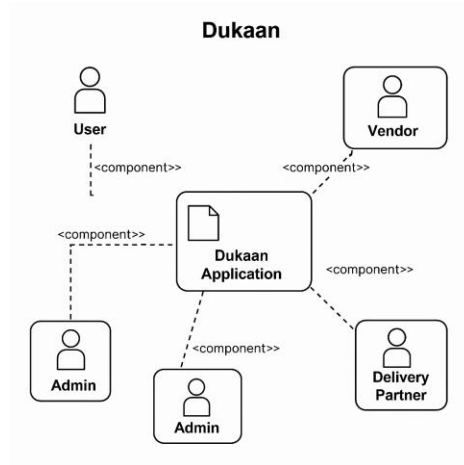 Dukaan
User
Vendor
<component>>
<component>>
<component>>
Dukaan
Application
<component>>
<component>>
Admin
Admin
Delivery
Partner